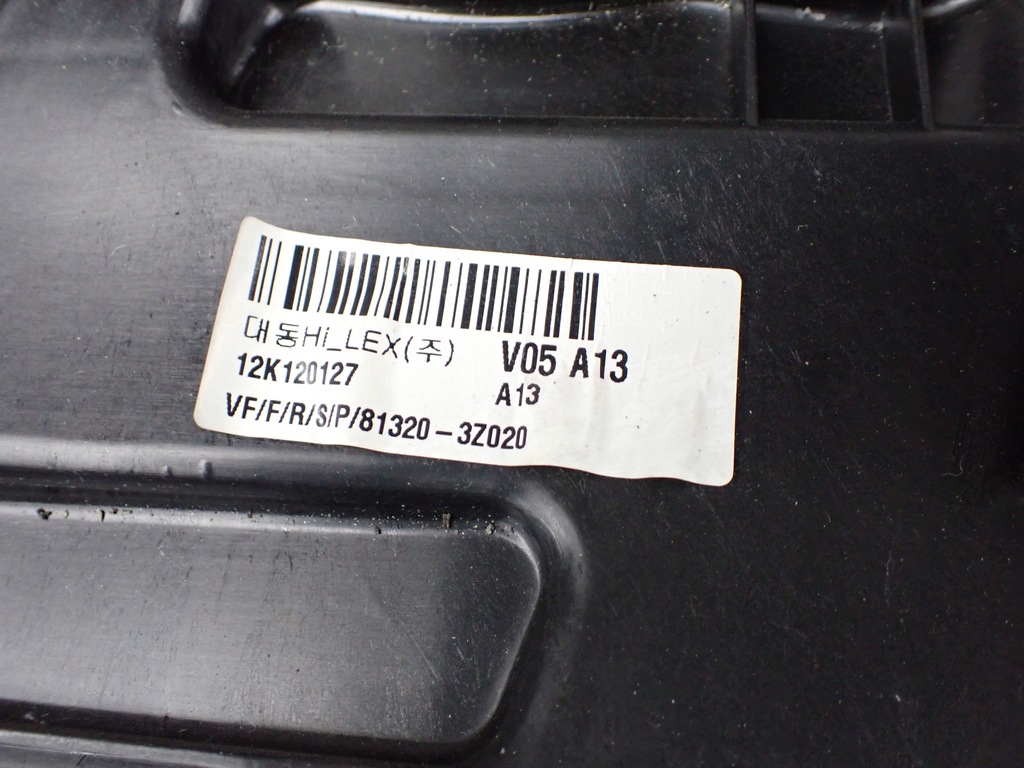 대동Hi_LEX(주)
V05 A13
12K120127
A13
VF/F/R/S/P/81320-3Z020